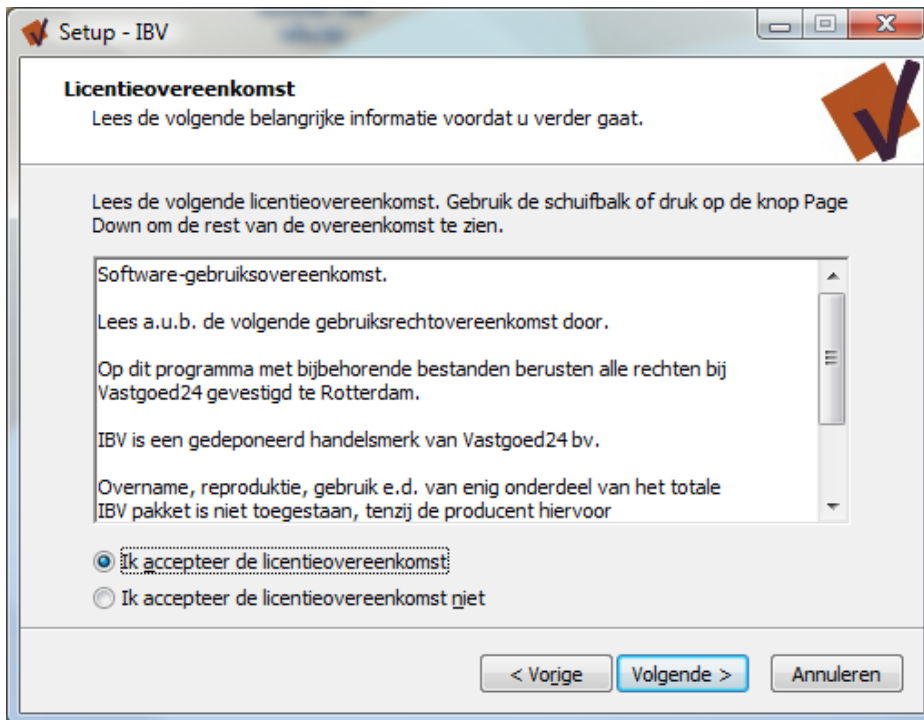 Setup - IBV
Licentieovereenkomst
Lees de volgende belangrijke informatie voordat u verder gaat.
Lees de volgende licentieovereenkomst. Gebruik de schuifbalk of druk op de knop Page
Down om de rest van de overeenkomst te zien.
Software-gebruiksovereenkomst.
Lees a.u.b. de volgende gebruiksrechtovereenkomst door.
Op dit programma met bijbehorende bestanden berusten alle rechten bij
Vastgoed24 gevestigd te Rotterdam.
IBV is een gedeponeerd handelsmerk van Vastgoed24 bv.
Overname, reproduktie, gebruik e.d. van enig onderdeel van het totale
IBV pakket is niet toegestaan, tenzij de producent hiervoor
Ik accepteer de licentieovereenkomst
Ik accepteer de licentieovereenkomst niet
< Vorige
Volgende >
Annuleren